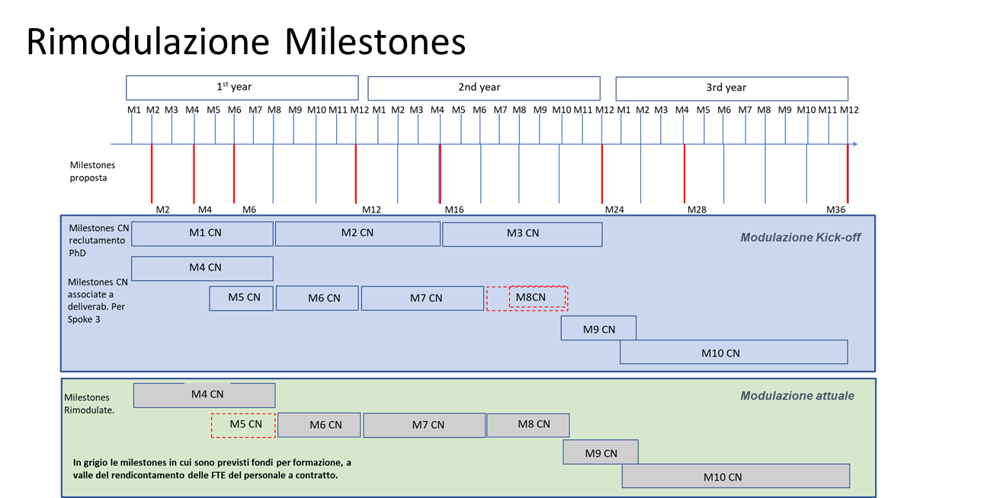 Rimodulazione Milestones
1st year 2nd year 3rd year
M1 M2 M3 M4 M5 M6 M7 M8 M9 M10 M11 M12 M1 M2 M3 M4 M5 M6 M7 M8 M9 M10 M11 M12 M1 M2 M3 M4 M5 M6 M7 M8 M9 M10 M11 M12
Milestones
proposta
M2 M4 M6 M12 M16 M24 M28 M36
Milestones CN
reclutamento
PhD
M1 CN M2 CN M3 CN
Modulazione Kick-off
M4 CN
Milestones CN
associate a
deliverab. Per
Spoke 3
M5 CN M6 CN M7 CN M8CN
M9 CN
M10 CN
Milestones
Rimodulate.
M4 CN
Modulazione attuale
M5 CN M6 CN M7 CN M8 CN
M9 CN
M10 CN
In grigio le milestones in cui sono previsti fondi per formazione, a
valle del rendicontamento delle FTE del personale a contratto.